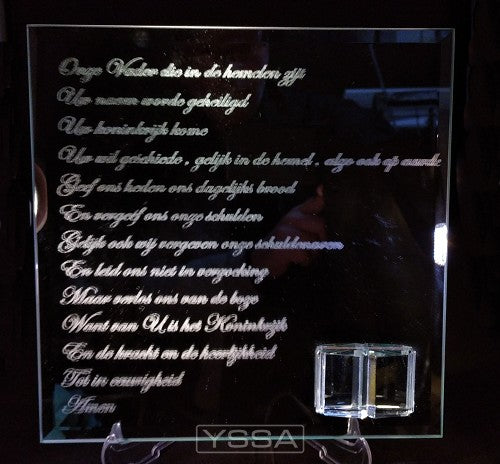 Onze Vader die in de hemelen zijt
Uw naam worde geheiligd
Uw koninkrijk kome
Uw wil geschiede, gelijk in de hemel, alzo ook op aarde
Geef ons heden ons dagelijks brood
En vergeef ons onze schulden
Gelijk ook wij vergeven onze schuldenaren
En leid ons niet in verzoeking
Maar verlos ons van de boze
Want van U is het Koninkrijk
En de kracht en de heerlijkheid
Tot in eeuwigheid
Amen
YSSA